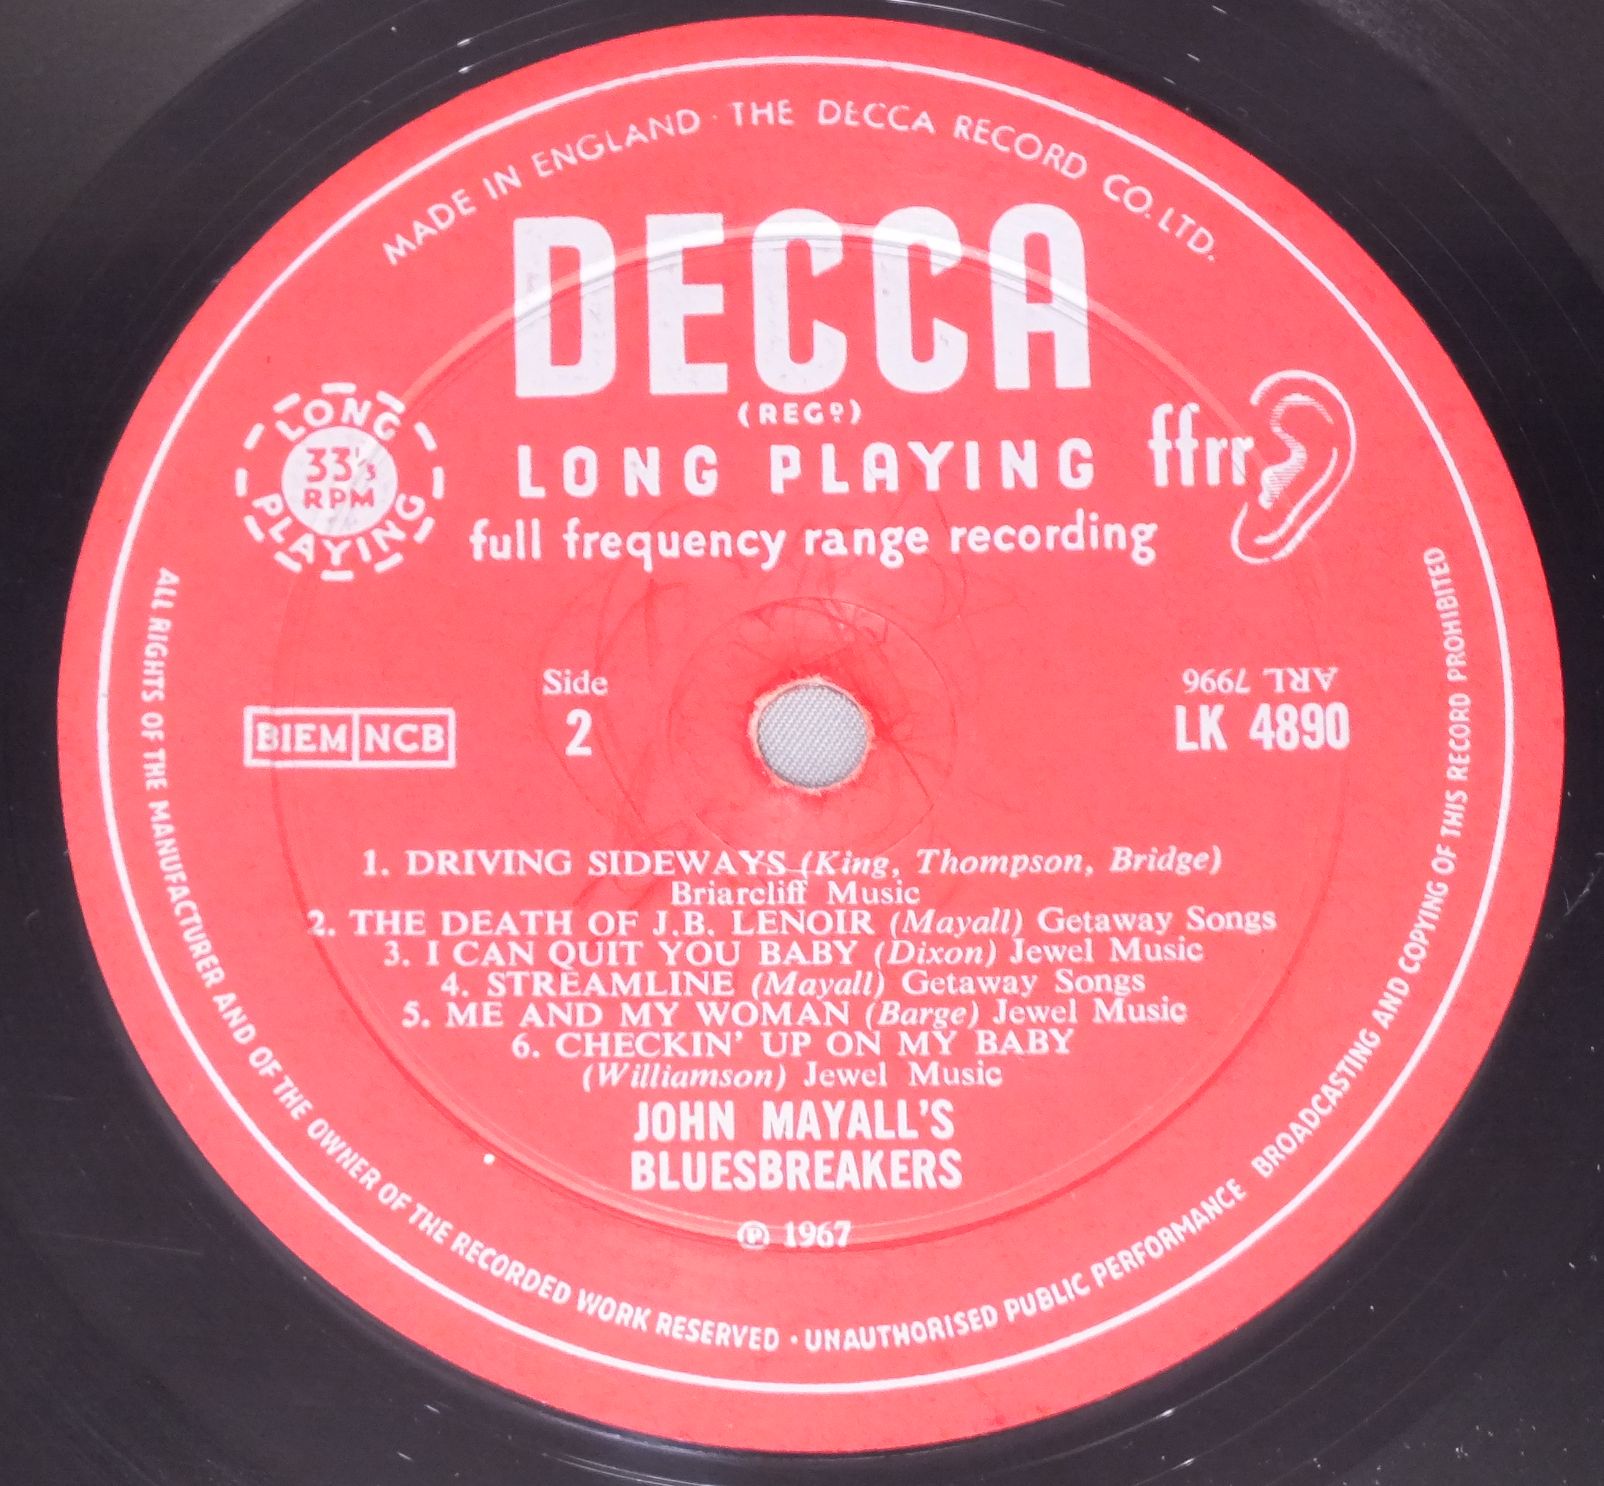 MADE IN ENGLAND · THE DECCA RECORD CO. LTD.
DECCA
(REGD)
LONG PLAYING
ffrr
full frequency range recording
LONG
33⅓
RPM
PLAYING
Side
2
BIEM NCB
ARL 7996
LK 4890
1. DRIVING SIDEWAYS (King, Thompson, Bridge)
Briarcliff Music
2. THE DEATH OF J.B. LENOIR (Mayall) Getaway Songs
3. I CAN QUIT YOU BABY (Dixon) Jewel Music
4. STREAMLINE (Mayall) Getaway Songs
5. ME AND MY WOMAN (Barge) Jewel Music
6. CHECKIN' UP ON MY BABY
(Williamson) Jewel Music
JOHN MAYALL'S
BLUESBREAKERS
℗ 1967
ALL RIGHTS OF THE MANUFACTURER AND OF THE OWNER OF THE RECORDED WORK RESERVED · UNAUTHORISED PUBLIC PERFORMANCE BROADCASTING AND COPYING OF THIS RECORD PROHIBITED